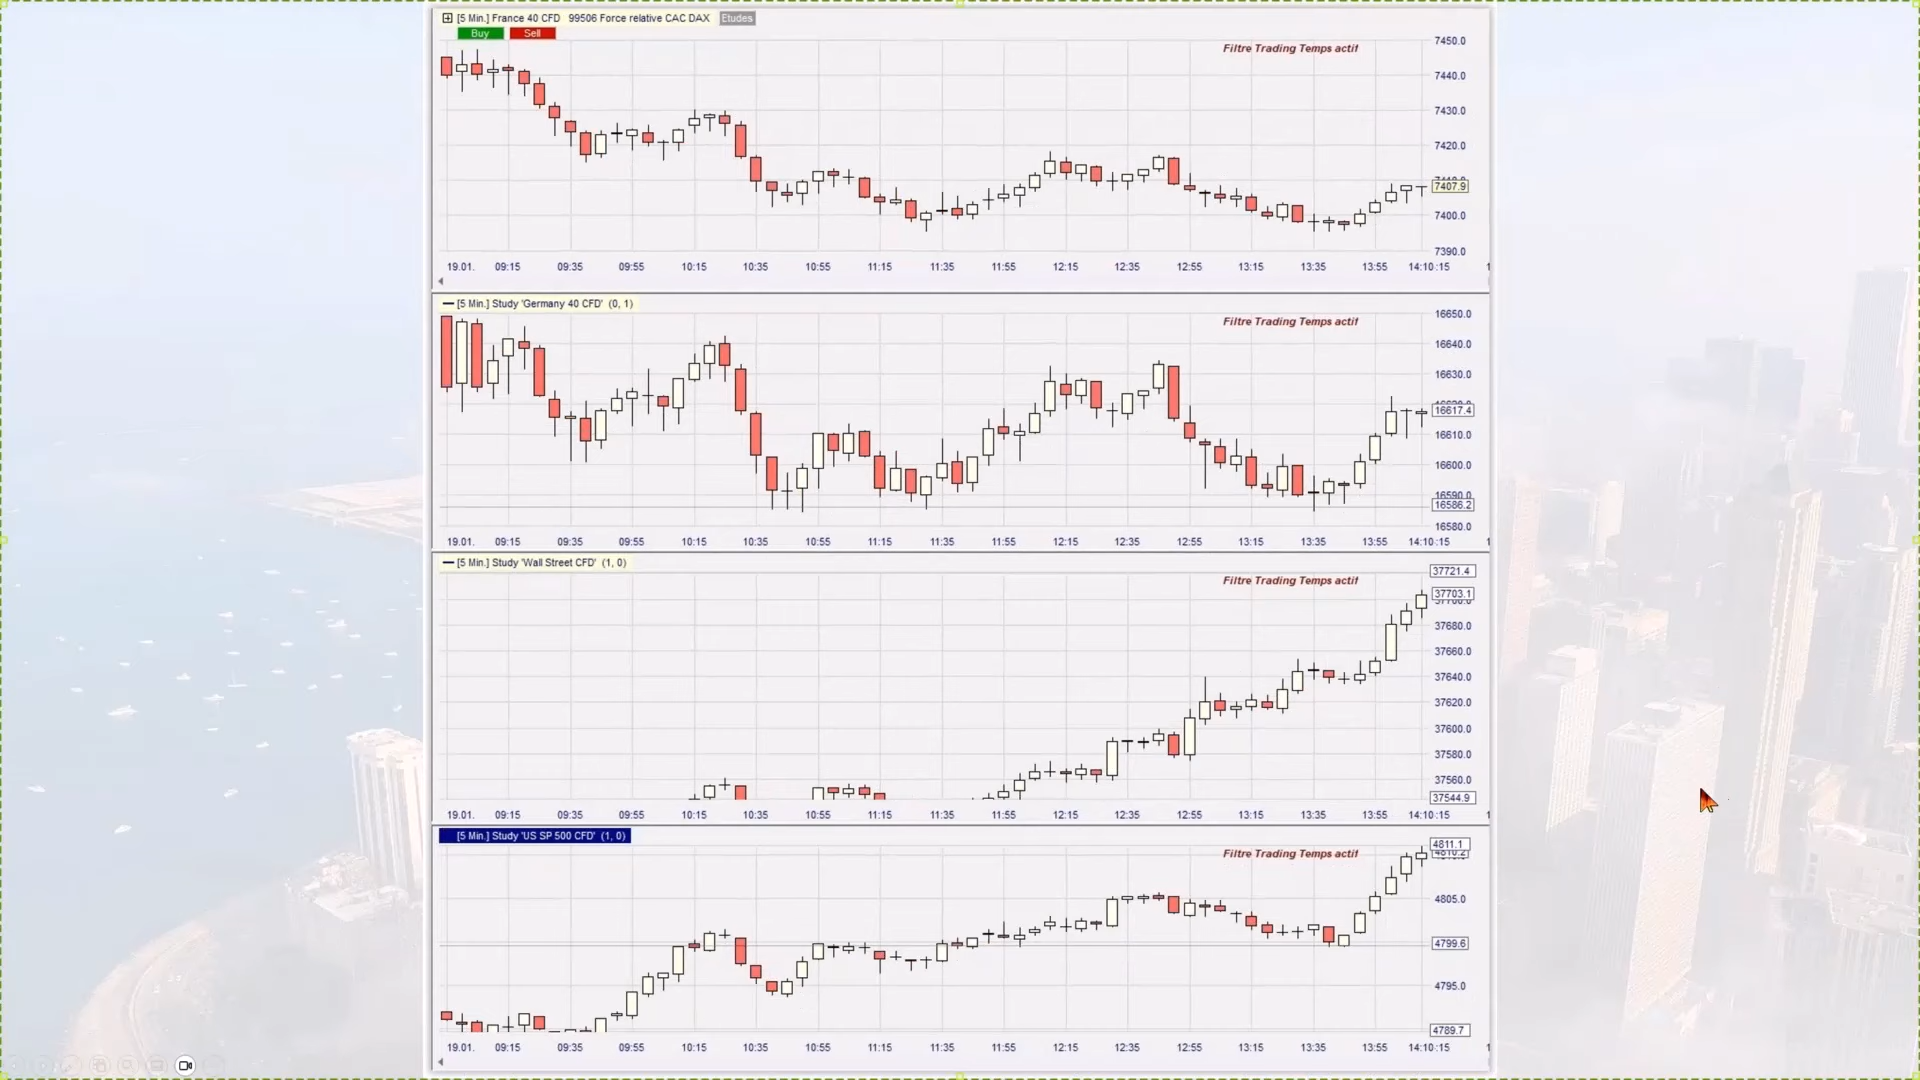 [5 Min.] France 40 CFD 99506 Force relative CAC DAX Etudes
Buy Sell
Filtre Trading Temps actif
7450.0
7440.0
7430.0
7420.0
7407.9
7400.0
7390.0
19.01. 09:15 09:35 09:55 10:15 10:35 10:55 11:15 11:35 11:55 12:15 12:35 12:55 13:15 13:35 13:55 14:10:15
[5 Min.] Study 'Germany 40 CFD' (0, 1)
Filtre Trading Temps actif
16650.0
16640.0
16630.0
16617.4
16610.0
16600.0
16590.0
16586.2
16580.0
19.01. 09:15 09:35 09:55 10:15 10:35 10:55 11:15 11:35 11:55 12:15 12:35 12:55 13:15 13:35 13:55 14:10:15
[5 Min.] Study 'Wall Street CFD' (1, 0)
Filtre Trading Temps actif
37721.4
37703.1
37680.0
37660.0
37640.0
37620.0
37600.0
37580.0
37560.0
37544.9
19.01. 09:15 09:35 09:55 10:15 10:35 10:55 11:15 11:35 11:55 12:15 12:35 12:55 13:15 13:35 13:55 14:10:15
[5 Min.] Study 'US SP 500 CFD' (1, 0)
Filtre Trading Temps actif
4811.1
4810.2
4805.0
4799.6
4795.0
4789.7
19.01. 09:15 09:35 09:55 10:15 10:35 10:55 11:15 11:35 11:55 12:15 12:35 12:55 13:15 13:35 13:55 14:10:15